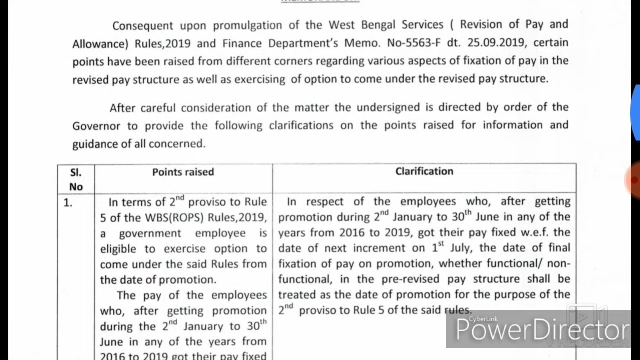 Consequent upon promulgation of the West Bengal Services ( Revision of Pay and
Allowance) Rules,2019 and Finance Department's Memo. No-5563-F dt. 25.09.2019, certain
points have been raised from different corners regarding various aspects of fixation of pay in the
revised pay structure as well as exercising of option to come under the revised pay structure.
After careful consideration of the matter the undersigned is directed by order of the
Governor to provide the following clarifications on the points raised for information and
guidance of all concerned.
Sl. No
Points raised
Clarification
1.
In terms of 2nd proviso to Rule
5 of the WBS(ROPS) Rules,2019,
a government employee is
eligible to exercise option to
come under the said Rules from
the date of promotion.
The pay of the employees
who, after getting promotion
during the 2nd January to 30th
June in any of the years from
2016 to 2019 got their pay fixed
In respect of the employees who, after getting
promotion during 2nd January to 30th June in any of the
years from 2016 to 2019, got their pay fixed w.e.f. the
date of next increment on 1st July, the date of final
fixation of pay on promotion, whether functional/ non-
functional, in the pre-revised pay structure shall be
treated as the date of promotion for the purpose of the
2nd proviso to Rule 5 of the said rules.
CyberLink
PowerDirector